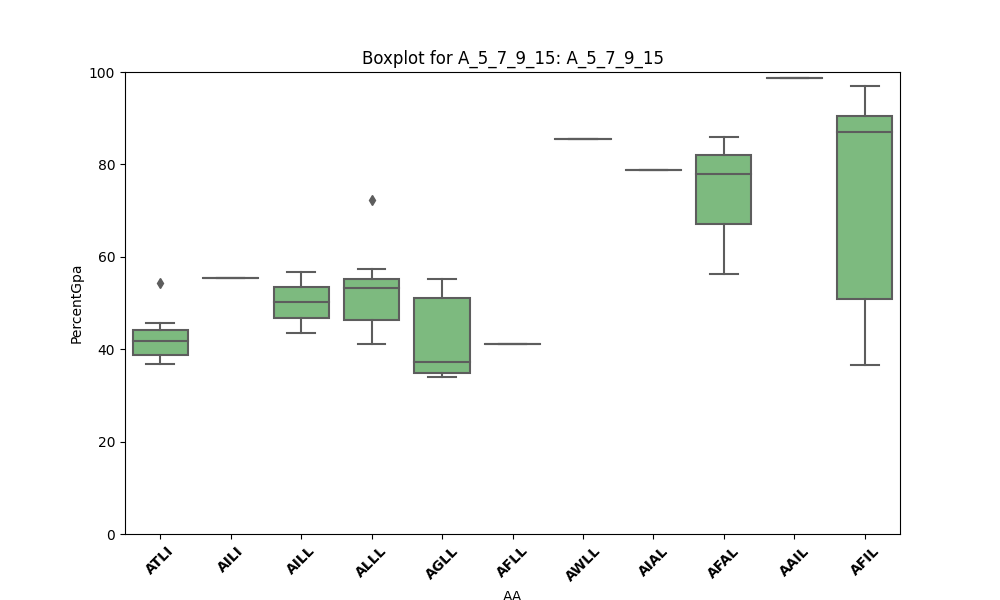 Boxplot for A_5_7_9_15: A_5_7_9_15
PercentGpa
100
80
60
40
20
0
ATLI AILI AILL ALLL AGLL AFLL AWLL AIAL AFAL AAIL AFIL
AA